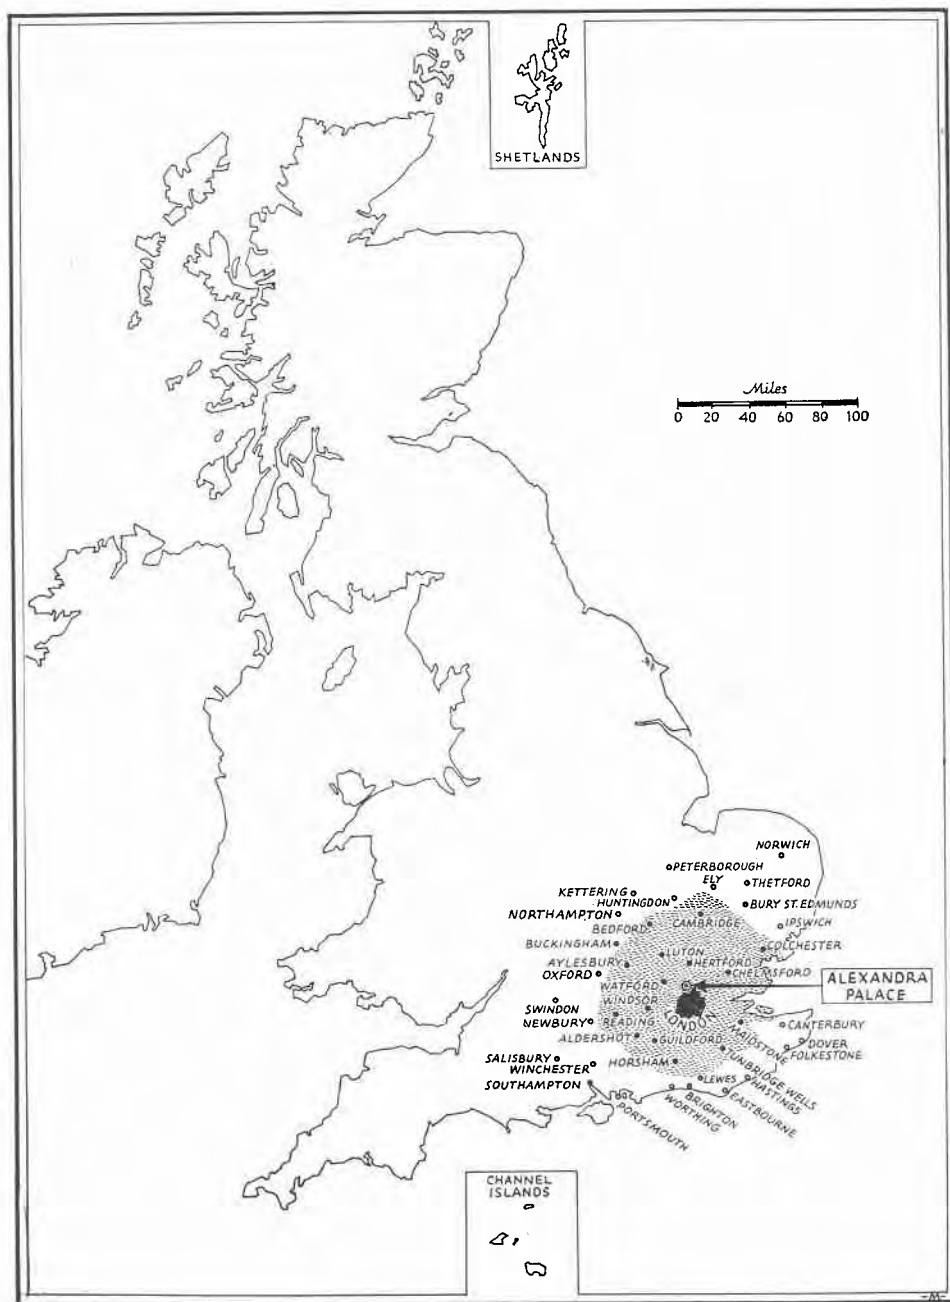 SHETLANDS
Miles
0 20 40 60 80 100
NORWICH
PETERBOROUGH
ELY
THETFORD
KETTERING
HUNTINGDON
BURY ST. EDMUNDS
NORTHAMPTON
BEDFORD
CAMBRIDGE
IPSWICH
BUCKINGHAM
LUTON
COLCHESTER
AYLESBURY
HERTFORD
OXFORD
CHELMSFORD
WATFORD
ALEXANDRA
PALACE
WINDSOR
SWINDON
LONDON
NEWBURY
READING
MAIDSTONE
CANTERBURY
ALDERSHOT
GUILDFORD
DOVER
FOLKESTONE
SALISBURY
WINCHESTER
HORSHAM
TUNBRIDGE WELLS
SOUTHAMPTON
LEWES
HASTINGS
PORTSMOUTH
WORTHING
BRIGHTON
EASTBOURNE
CHANNEL
ISLANDS
-M-